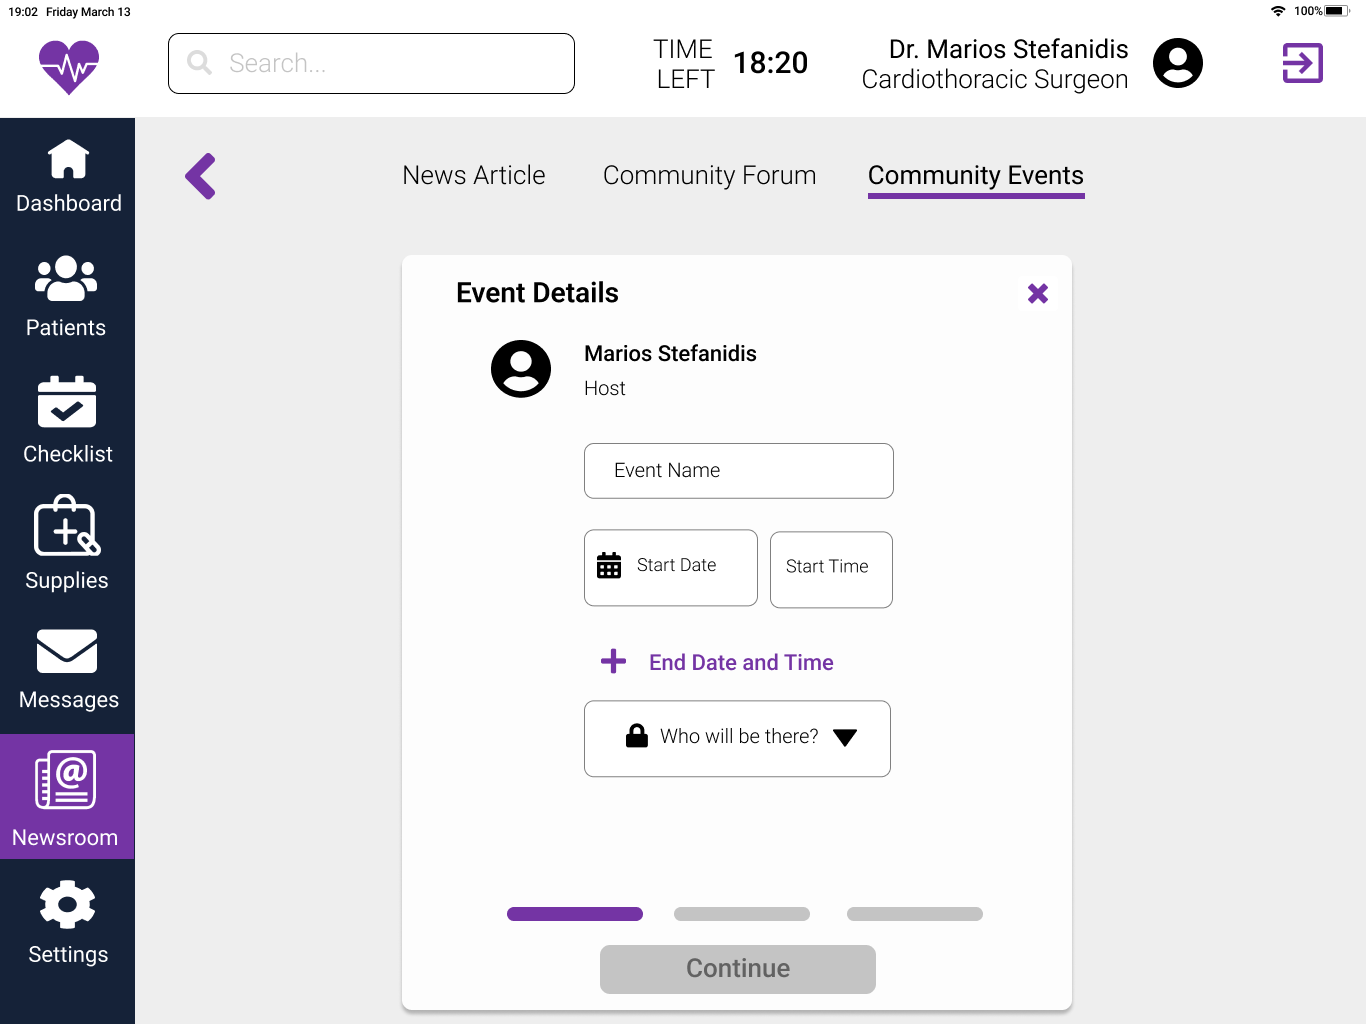 19:02 Friday March 13
100%
Search...
TIME
LEFT
18:20
Dr. Marios Stefanidis
Cardiothoracic Surgeon
Dashboard
Patients
Checklist
Supplies
Messages
@
Newsroom
Settings
News Article
Community Forum
Community Events
Event Details
Marios Stefanidis
Host
Event Name
Start Date
Start Time
End Date and Time
Who will be there?
Continue